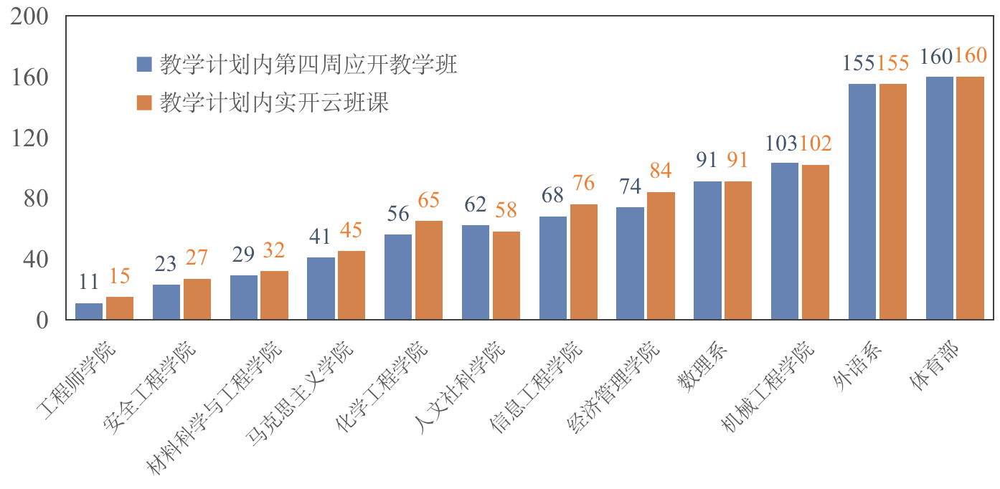 200
160
120
80
40
0
教学计划内第四周应开教学班
教学计划内实开云班课
11 15
23 27
29 32
41 45
56 65
62 58
68 76
74 84
91 91
103 102
155 155
160 160
工程师学院
安全工程学院
材料科学与工程学院
马克思主义学院
化学工程学院
人文社科学院
信息工程学院
经济管理学院
数理系
机械工程学院
外语系
体育部